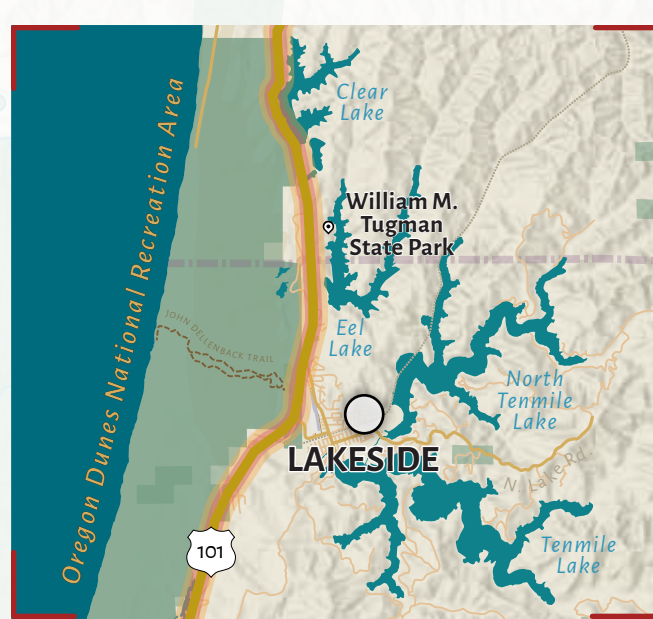 Clear
Lake
Oregon Dunes National Recreation Area
William M.
Tugman
State Park
JOHN DELLENBACK TRAIL
Eel
Lake
North
Tenmile
Lake
LAKESIDE
N. Lake Rd.
101
Tenmile
Lake